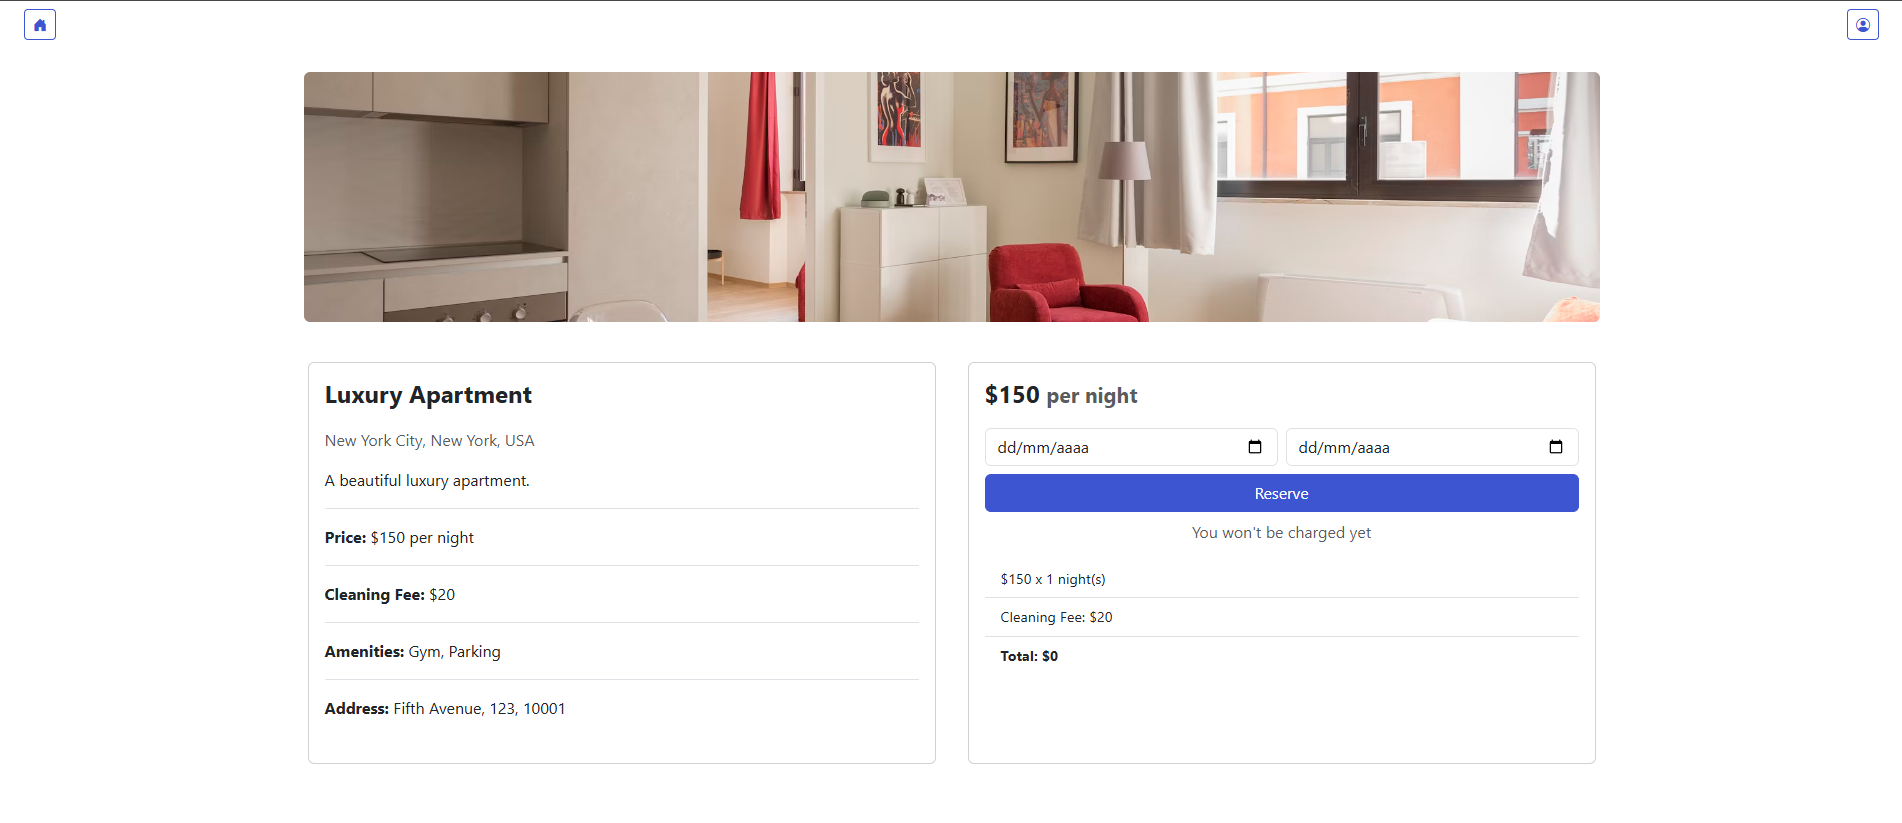 Luxury Apartment
New York City, New York, USA
A beautiful luxury apartment.
Price: $150 per night
Cleaning Fee: $20
Amenities: Gym, Parking
Address: Fifth Avenue, 123, 10001
$150 per night
dd/mm/aaaa dd/mm/aaaa
Reserve
You won't be charged yet
$150 x 1 night(s)
Cleaning Fee: $20
Total: $0